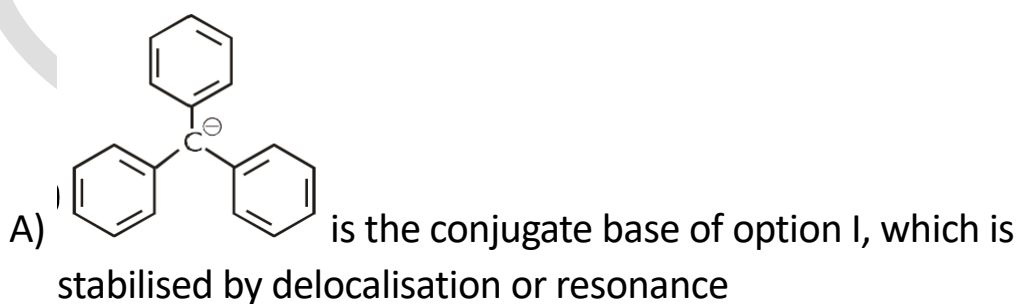 C⊖
A) is the conjugate base of option I, which is
stabilised by delocalisation or resonance